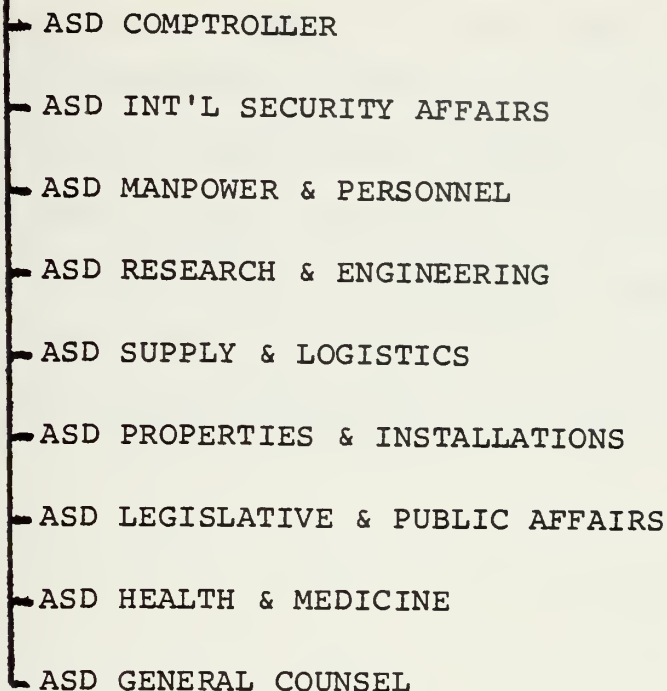 ASD COMPTROLLER
ASD INT'L SECURITY AFFAIRS
ASD MANPOWER & PERSONNEL
ASD RESEARCH & ENGINEERING
ASD SUPPLY & LOGISTICS
ASD PROPERTIES & INSTALLATIONS
ASD LEGISLATIVE & PUBLIC AFFAIRS
ASD HEALTH & MEDICINE
ASD GENERAL COUNSEL